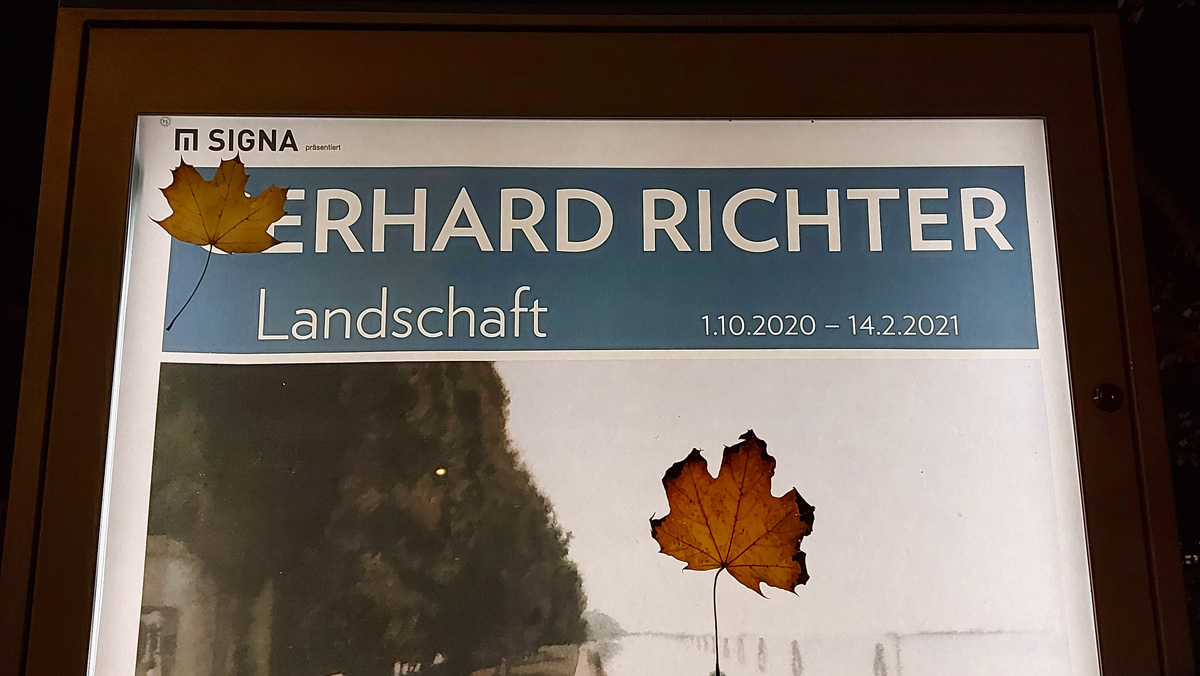 SIGNA präsentiert
ERHARD RICHTER
Landschaft
1.10.2020 – 14.2.2021